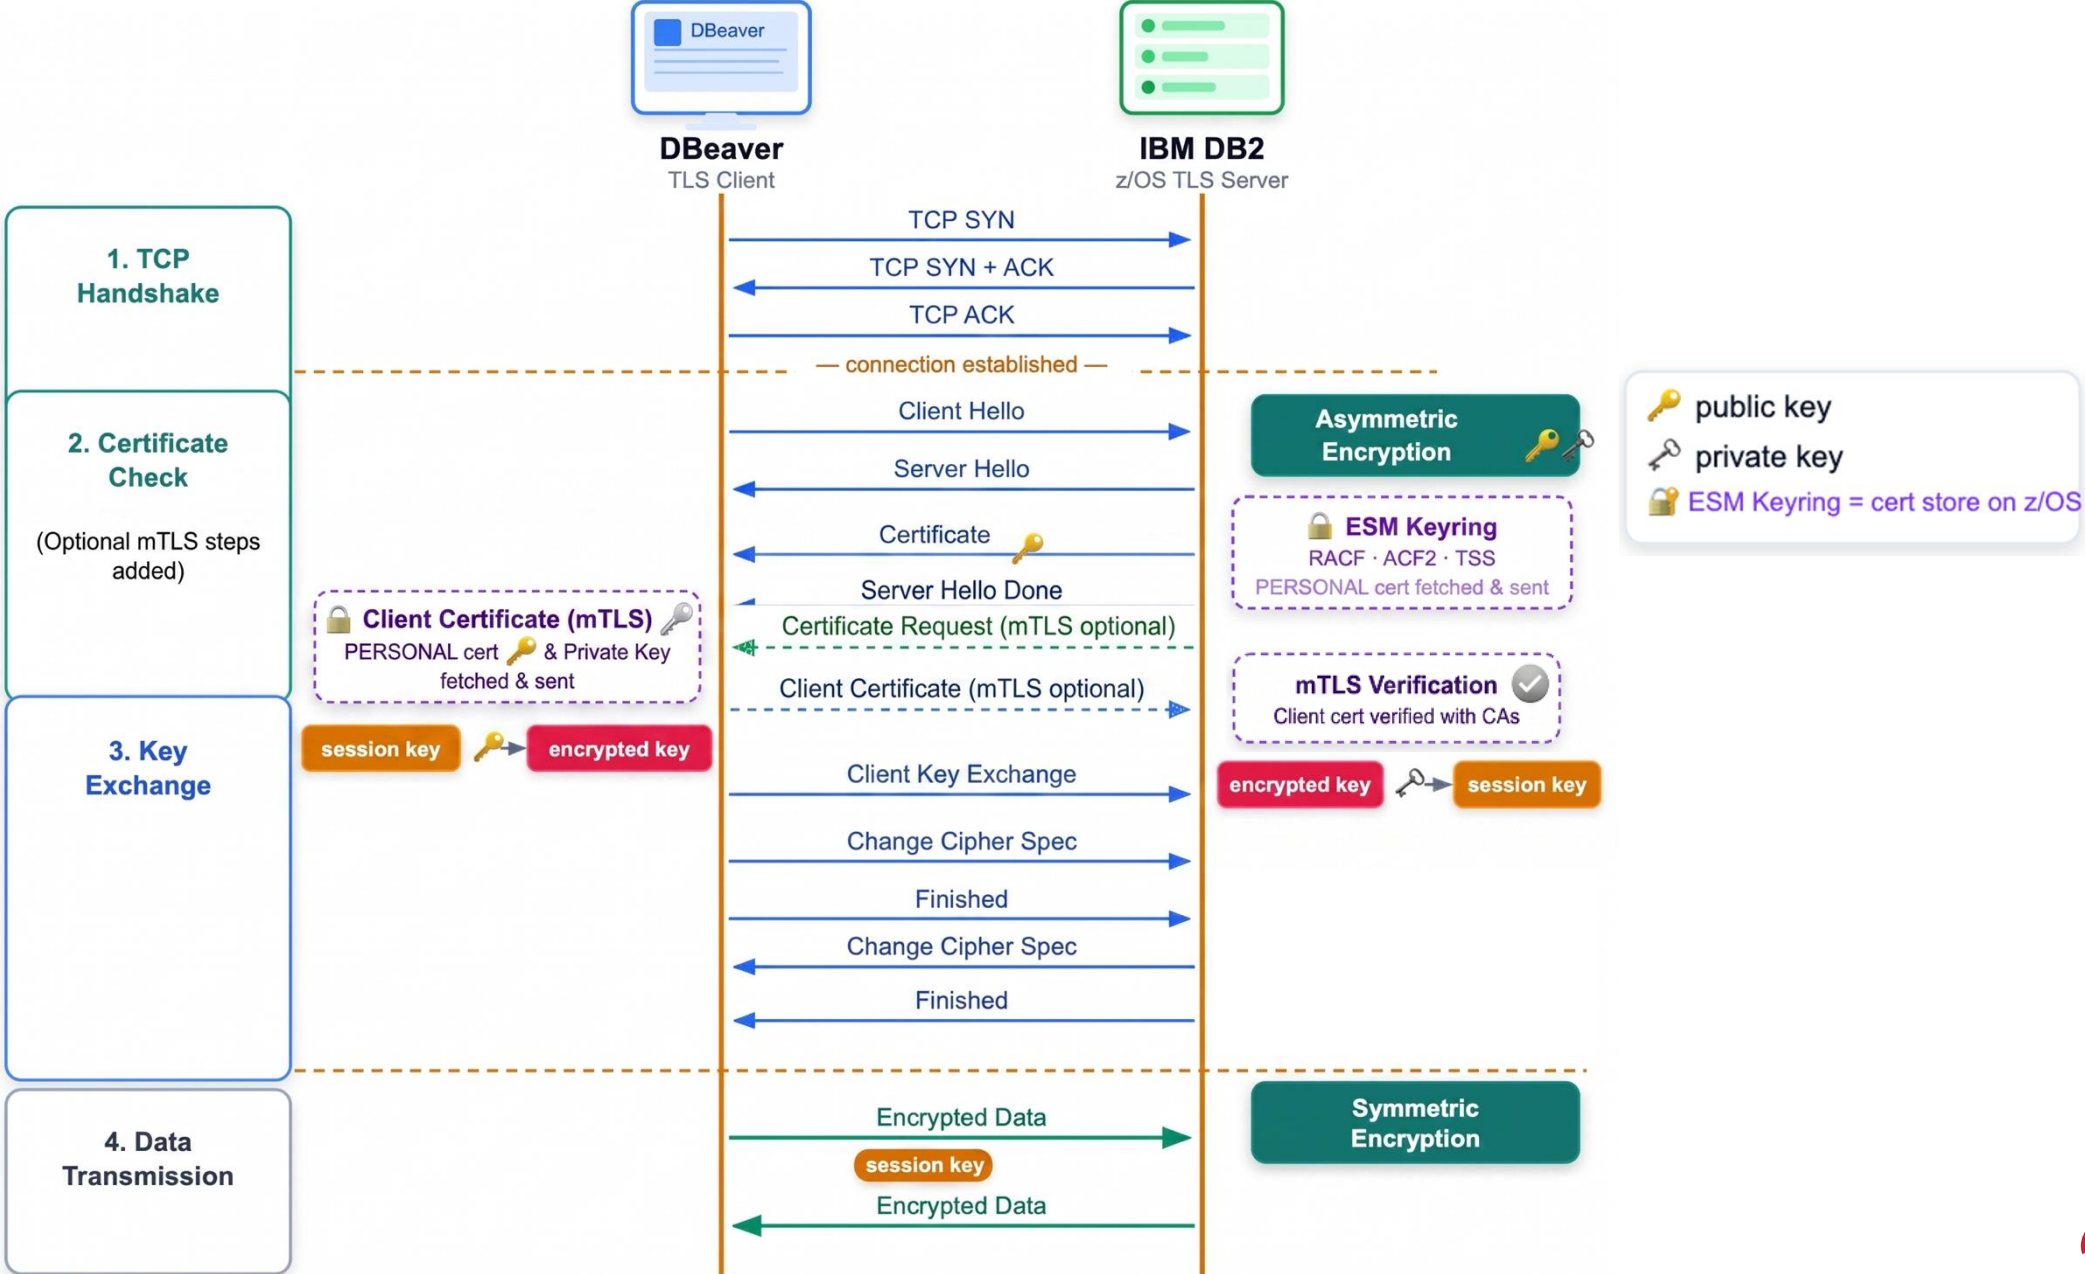 DBeaver
DBeaver
TLS Client
IBM DB2
z/OS TLS Server
1. TCP
Handshake
TCP SYN
TCP SYN + ACK
TCP ACK
— connection established —
2. Certificate
Check
(Optional mTLS steps
added)
Client Hello
Server Hello
Certificate
Server Hello Done
Certificate Request (mTLS optional)
Client Certificate (mTLS optional)
Asymmetric
Encryption
ESM Keyring
RACF · ACF2 · TSS
PERSONAL cert fetched & sent
public key
private key
ESM Keyring = cert store on z/OS
Client Certificate (mTLS)
PERSONAL cert & Private Key
fetched & sent
mTLS Verification
Client cert verified with CAs
3. Key
Exchange
session key
encrypted key
Client Key Exchange
encrypted key
session key
Change Cipher Spec
Finished
Change Cipher Spec
Finished
4. Data
Transmission
Encrypted Data
session key
Encrypted Data
Symmetric
Encryption